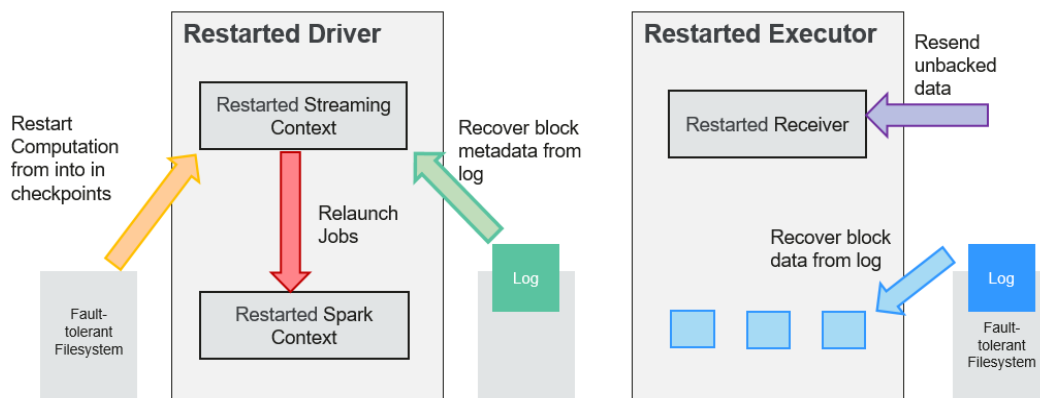 Restarted Driver
Restarted Streaming
Context
Restart
Computation
from into in
checkpoints
Recover block
metadata from
log
Relaunch
Jobs
Restarted Spark
Context
Fault-
tolerant
Filesystem
Log
Restarted Executor
Restarted Receiver
Resend
unbacked
data
Recover block
data from log
Log
Fault-
tolerant
Filesystem